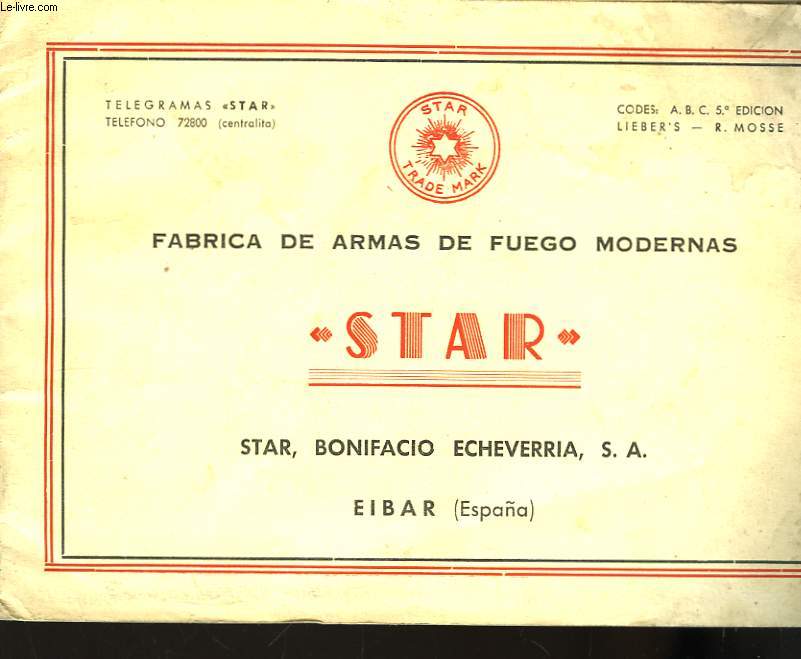 Le-livre.com
TELEGRAMAS «STAR»
TELEFONO 72800 (centralita)
CODES: A. B. C. 5.ª EDICION
LIEBER'S — R. MOSSE
STAR
TRADE MARK
FABRICA DE ARMAS DE FUEGO MODERNAS
«STAR»
STAR, BONIFACIO ECHEVERRIA, S. A.
EIBAR (España)